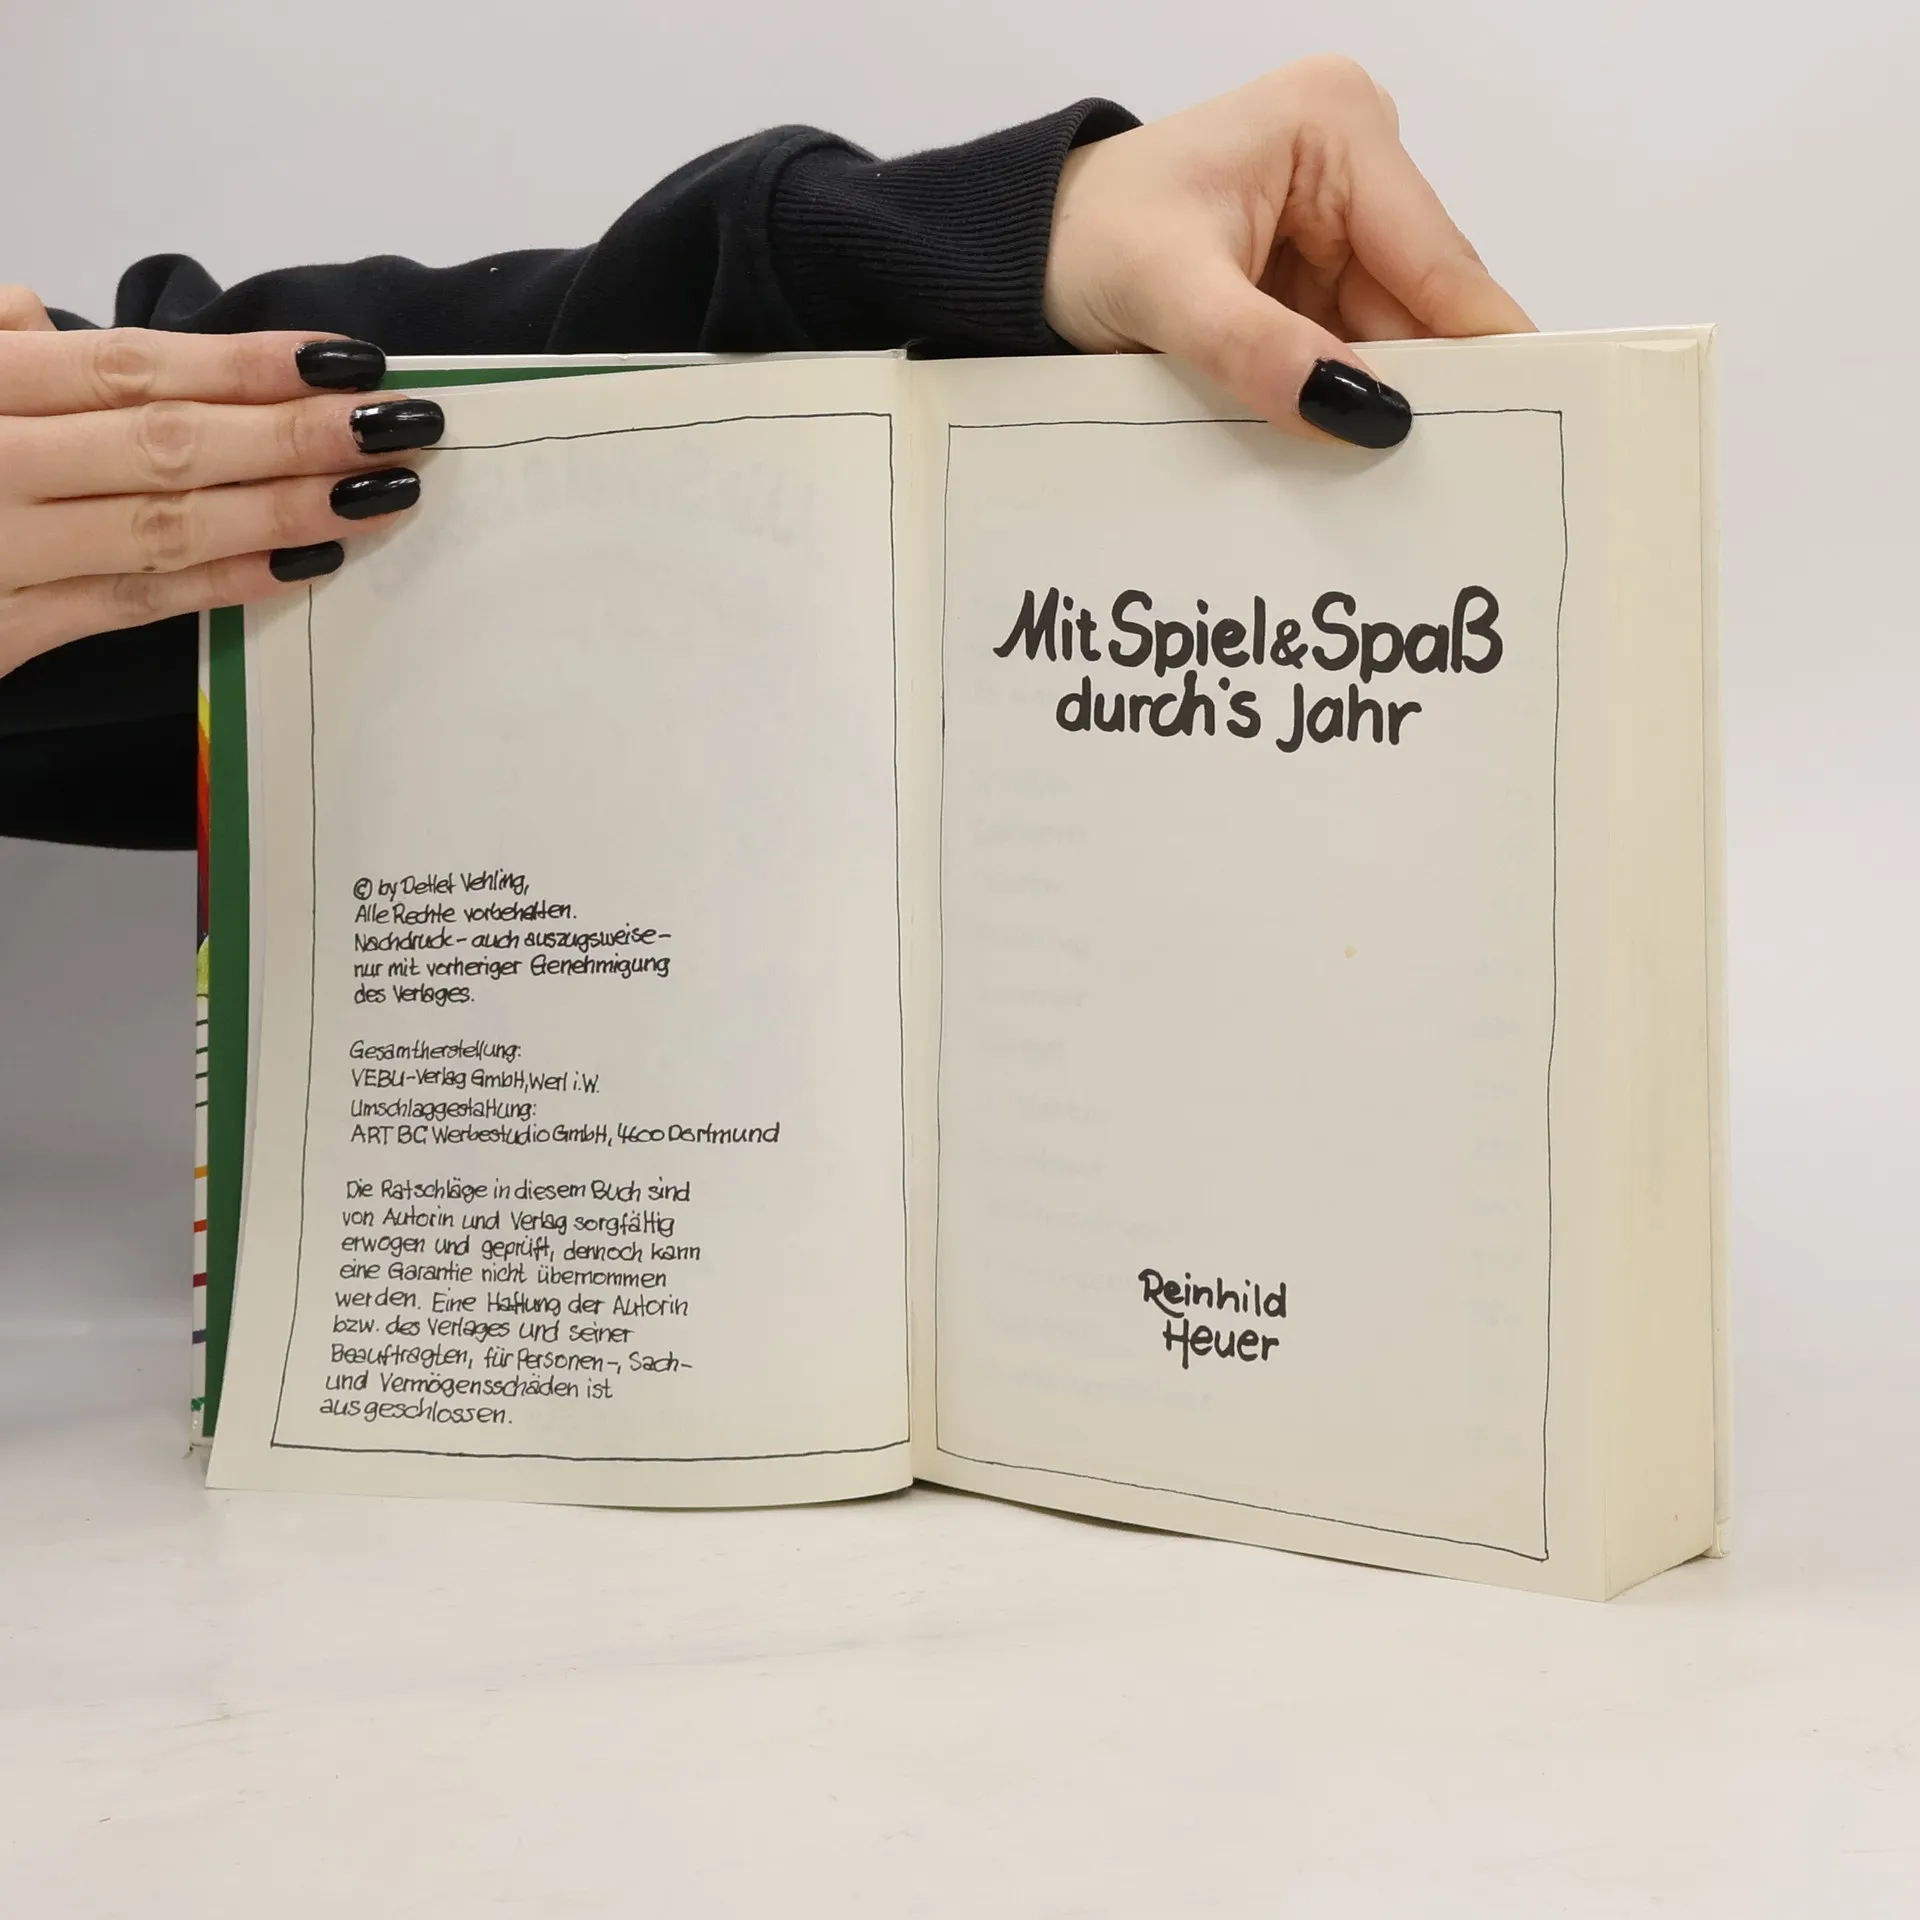 © by Detlef Vehling,
Alle Rechte vorbehalten.
Nachdruck – auch auszugsweise –
nur mit vorheriger Genehmigung
des Verlages.
Gesamtherstellung:
VEBU-Verlag GmbH, Werl i.W.
Umschlaggestaltung:
ART BC Werbestudio GmbH, 4600 Dortmund
Die Ratschläge in diesem Buch sind
von Autorin und Verlag sorgfältig
erwogen und geprüft, dennoch kann
eine Garantie nicht übernommen
werden. Eine Haftung der Autorin
bzw. des Verlages und seiner
Beauftragten, für Personen-, Sach-
und Vermögensschäden ist
ausgeschlossen.
Mit Spiel & Spaß
durch's Jahr
Reinhild
Heuer